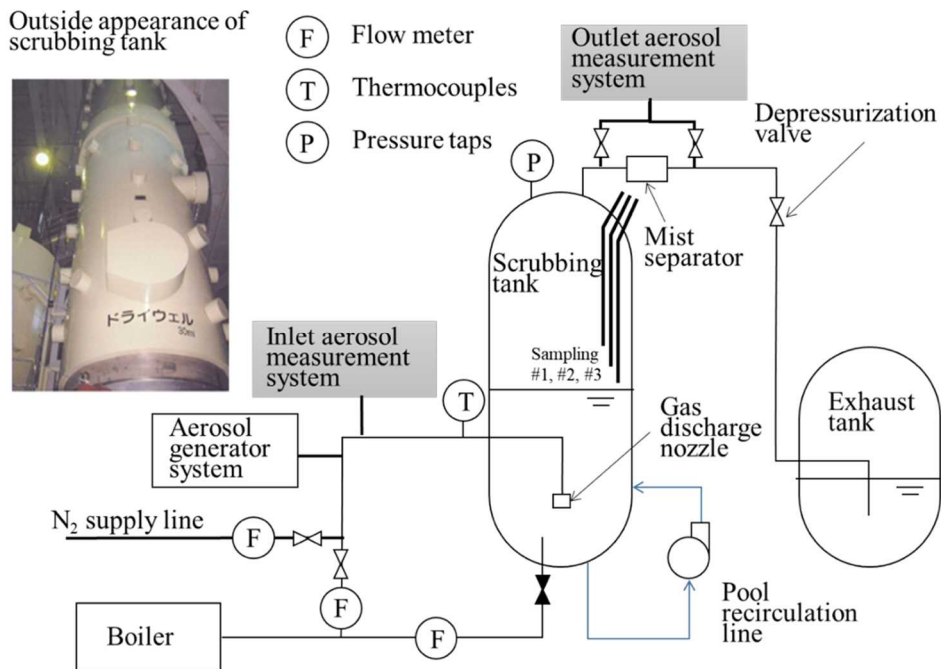 Outside appearance of
scrubbing tank
F Flow meter
T Thermocouples
P Pressure taps
Outlet aerosol
measurement
system
Depressurization
valve
P
Mist
separator
Scrubbing
tank
ドライウェル
30ms
Inlet aerosol
measurement
system
Sampling
#1, #2, #3
T
Gas
discharge
nozzle
Exhaust
tank
Aerosol
generator
system
N₂ supply line
F
F
Boiler
F
Pool
recirculation
line